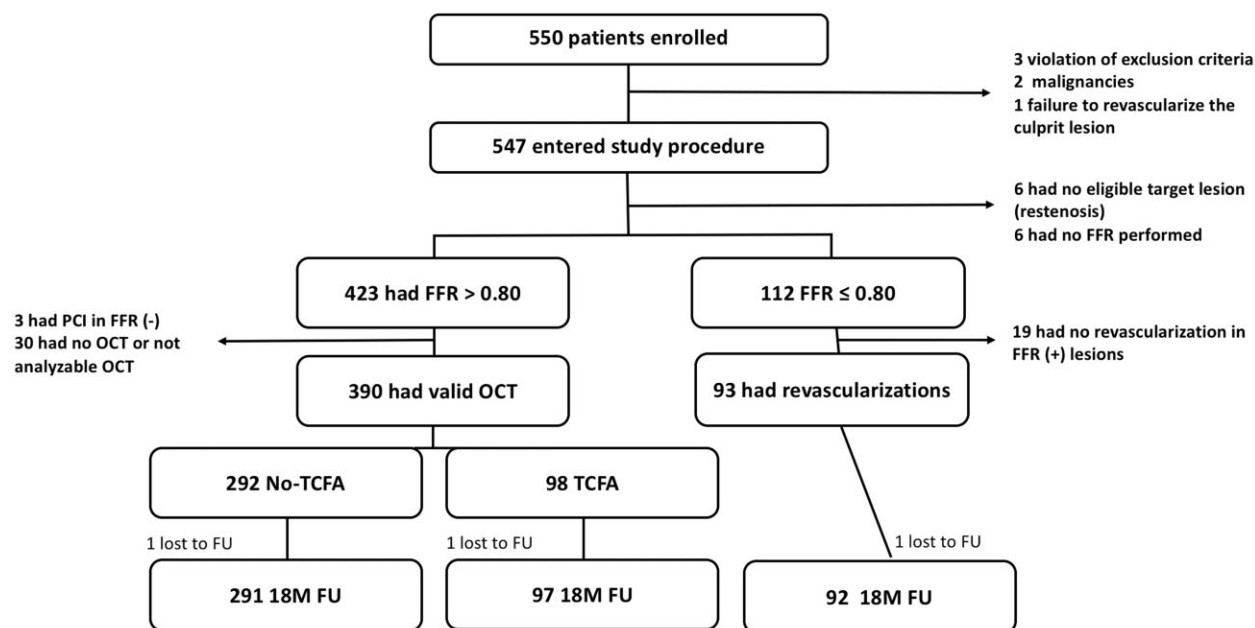 550 patients enrolled
3 violation of exclusion criteria
2 malignancies
1 failure to revascularize the
culprit lesion
547 entered study procedure
6 had no eligible target lesion
(restenosis)
6 had no FFR performed
423 had FFR > 0.80
112 FFR ≤ 0.80
3 had PCI in FFR (-)
30 had no OCT or not
analyzable OCT
19 had no revascularization in
FFR (+) lesions
390 had valid OCT
93 had revascularizations
292 No-TCFA
98 TCFA
1 lost to FU
1 lost to FU
1 lost to FU
291 18M FU
97 18M FU
92 18M FU